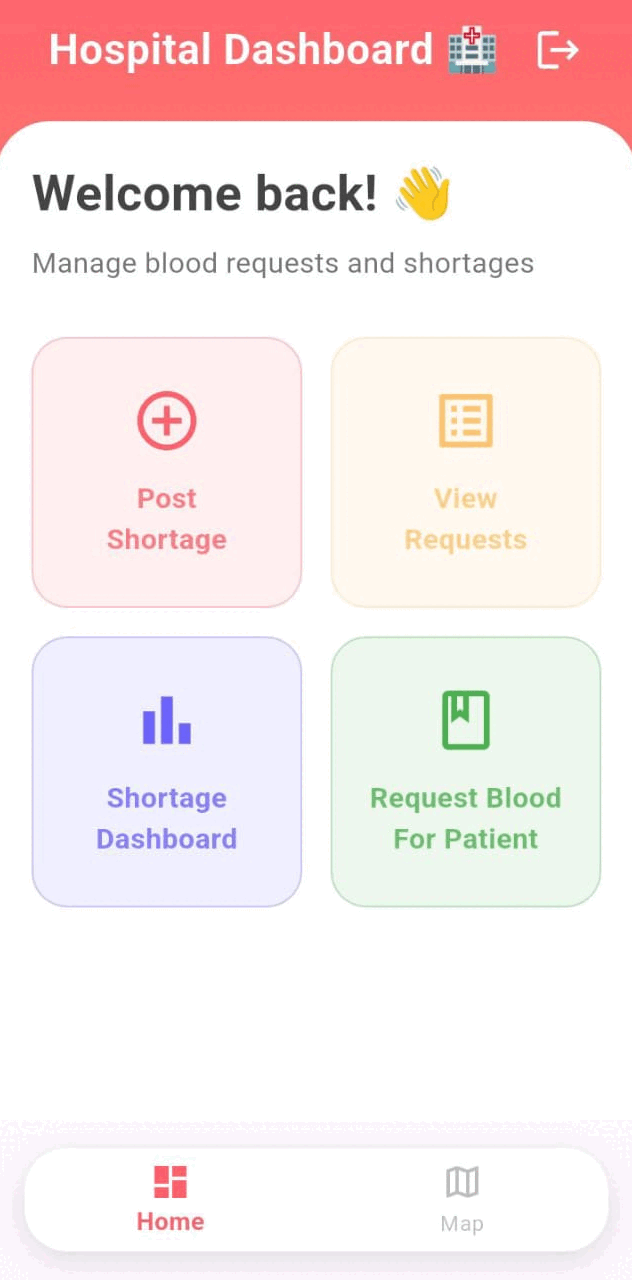 Hospital Dashboard 🏥
Welcome back! 👋
Manage blood requests and shortages
Post
Shortage
View
Requests
Shortage
Dashboard
Request Blood
For Patient
Home
Map